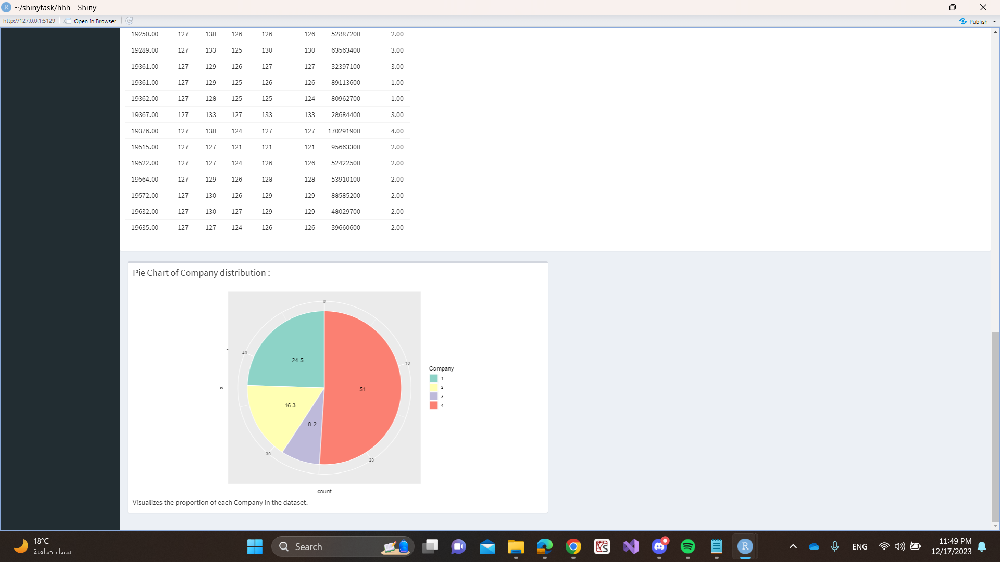 R ~/shinytask/hhh - Shiny
http://127.0.0.1:5129 Open in Browser Publish
19250.00 127 130 126 126 126 52887200 2.00
19289.00 127 133 125 130 130 63563400 3.00
19361.00 127 129 126 127 127 32397100 3.00
19361.00 127 129 125 126 126 89113600 1.00
19362.00 127 128 125 125 124 80962700 1.00
19367.00 127 133 127 133 133 28684400 3.00
19376.00 127 130 124 127 127 170291900 4.00
19515.00 127 127 121 121 121 95663300 2.00
19522.00 127 127 124 126 126 52422500 2.00
19564.00 127 129 126 128 128 53910100 2.00
19572.00 127 130 126 129 129 88585200 2.00
19632.00 127 130 127 129 129 48029700 2.00
19635.00 127 127 124 126 126 39660600 2.00
Pie Chart of Company distribution :
0
40
24.5
10
Company
1
2
3
4
x
51
16.3
8.2
30
20
count
Visualizes the proportion of each Company in the dataset.
18°C
سماء صافية
Search
R
ENG
11:49 PM
12/17/2023